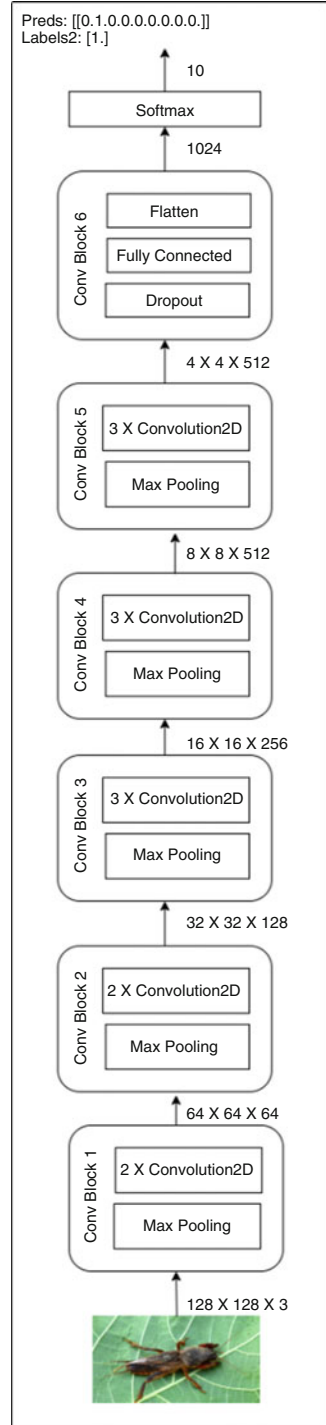 Preds: [[0.1.0.0.0.0.0.0.0.]]
Labels2: [1.]
10
Softmax
1024
Conv Block 6
Flatten
Fully Connected
Dropout
4 X 4 X 512
Conv Block 5
3 X Convolution2D
Max Pooling
8 X 8 X 512
Conv Block 4
3 X Convolution2D
Max Pooling
16 X 16 X 256
Conv Block 3
3 X Convolution2D
Max Pooling
32 X 32 X 128
Conv Block 2
2 X Convolution2D
Max Pooling
64 X 64 X 64
Conv Block 1
2 X Convolution2D
Max Pooling
128 X 128 X 3